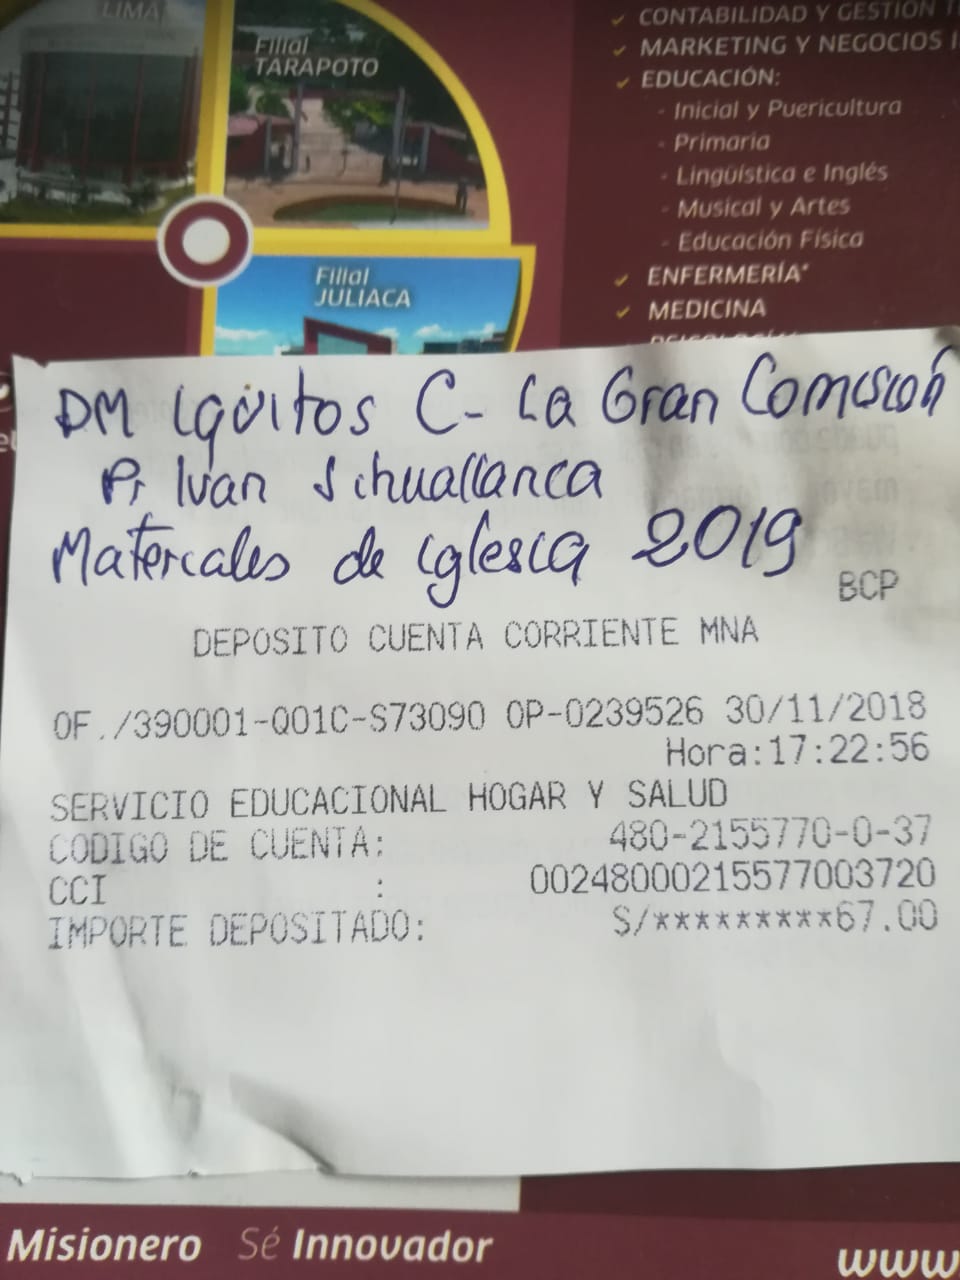 LIMA
Filial
TARAPOTO
Filial
JULIACA
✓ CONTABILIDAD Y GESTIÓN
✓ MARKETING Y NEGOCIOS
✓ EDUCACIÓN:
- Inicial y Puericultura
- Primaria
- Lingüística e Inglés
- Musical y Artes
- Educación Física
✓ ENFERMERÍA*
✓ MEDICINA
DM Iquitos C - La Gran Comisión
Pr Ivan Sihuallanca
Materiales de iglesia 2019
BCP
DEPOSITO CUENTA CORRIENTE MNA
OF./390001-Q01C-S73090 OP-0239526 30/11/2018
Hora:17:22:56
SERVICIO EDUCACIONAL HOGAR Y SALUD
CODIGO DE CUENTA: 480-2155770-0-37
CCI : 00248000215577003720
IMPORTE DEPOSITADO: S/*********67.00
Misionero Sé Innovador
www